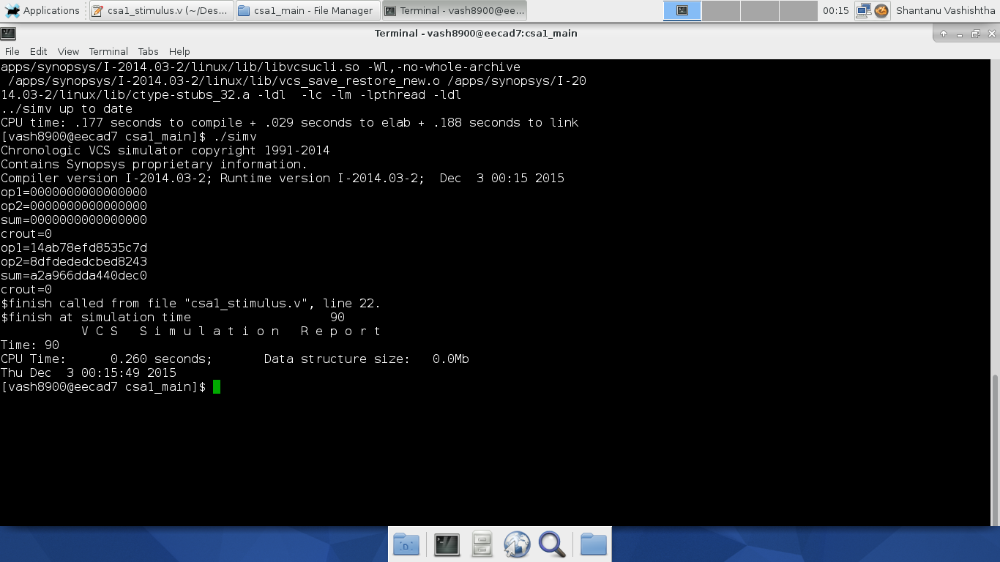 Applications
csa1_stimulus.v (~/Des...
csa1_main - File Manager
Terminal - vash8900@ee...
00:15
Shantanu Vashishtha
Terminal - vash8900@eecad7:csa1_main
File Edit View Terminal Tabs Help
apps/synopsys/I-2014.03-2/linux/lib/libvcsucli.so -Wl,-no-whole-archive
/apps/synopsys/I-2014.03-2/linux/lib/vcs_save_restore_new.o /apps/synopsys/I-20
14.03-2/linux/lib/ctype-stubs_32.a -ldl  -lc -lm -lpthread -ldl
../simv up to date
CPU time: .177 seconds to compile + .029 seconds to elab + .188 seconds to link
[vash8900@eecad7 csa1_main]$ ./simv
Chronologic VCS simulator copyright 1991-2014
Contains Synopsys proprietary information.
Compiler version I-2014.03-2; Runtime version I-2014.03-2;  Dec  3 00:15 2015
op1=0000000000000000
op2=0000000000000000
sum=0000000000000000
crout=0
op1=14ab78efd8535c7d
op2=8dfdededcbed8243
sum=a2a966dda440dec0
crout=0
$finish called from file "csa1_stimulus.v", line 22.
$finish at simulation time                   90
V C S   S i m u l a t i o n   R e p o r t
Time: 90
CPU Time:      0.260 seconds;       Data structure size:   0.0Mb
Thu Dec  3 00:15:49 2015
[vash8900@eecad7 csa1_main]$